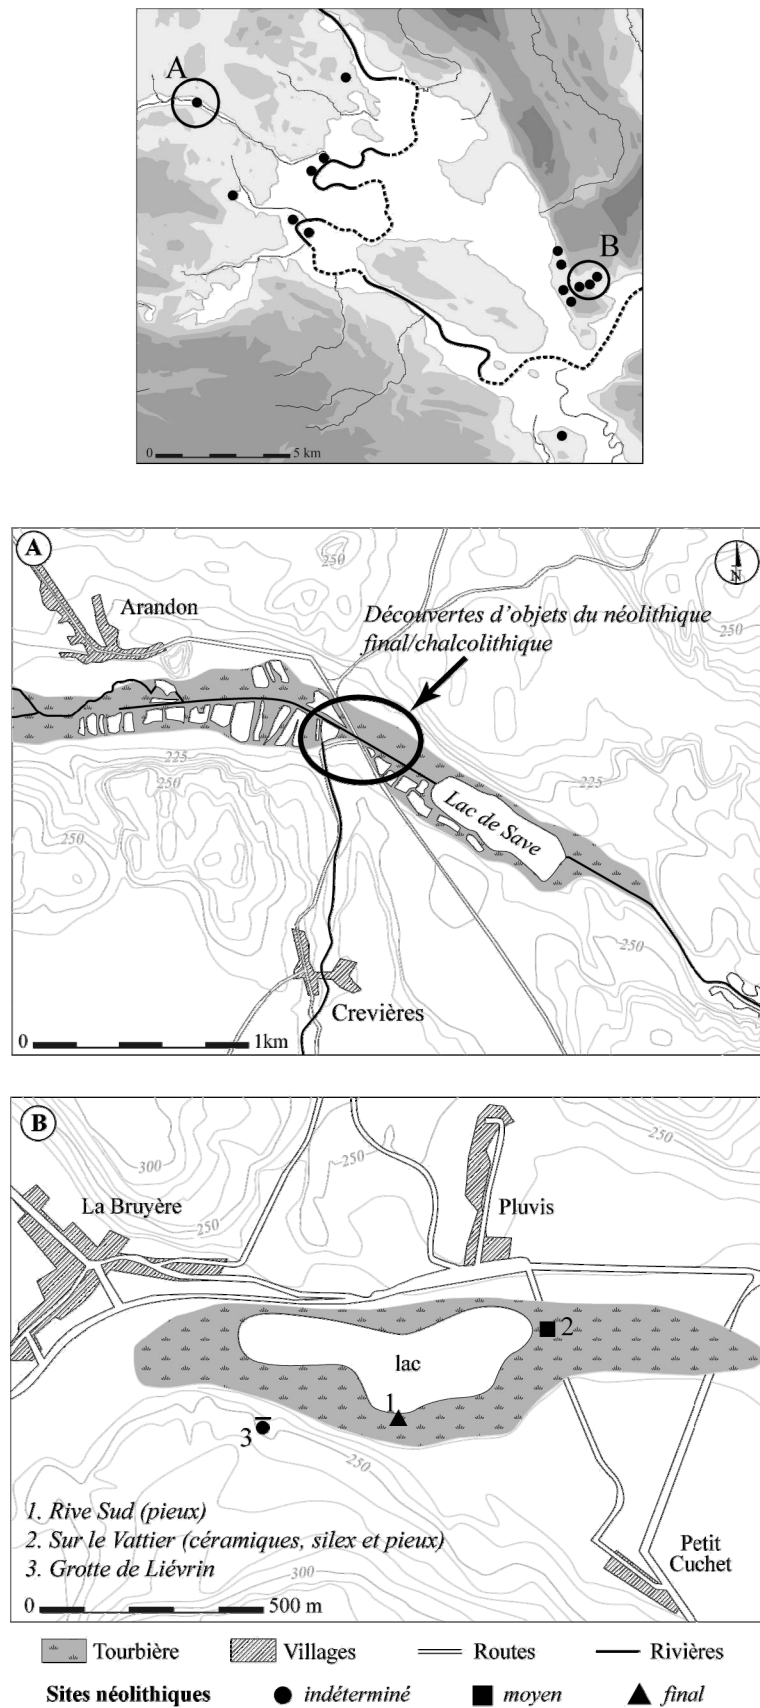 A
B
0 5 km
A
Arandon
250
Découvertes d'objets du néolithique
final/chalcolithique
N
250
225
225
250
250
Lac de Save
250
Crevières
0 1km
B
300
250
250
La Bruyère
Pluvis
250
lac
2
1
3
250
1. Rive Sud (pieux)
2. Sur le Vattier (céramiques, silex et pieux)
3. Grotte de Liévrin
300
Petit
Cuchet
0 500 m
Tourbière Villages Routes Rivières
Sites néolithiques indéterminé moyen final